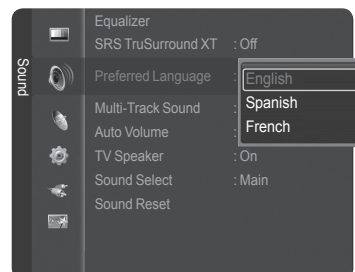 Sound
Equalizer
SRS TruSurround XT : Off
Preferred Language :
English
Spanish
French
Multi-Track Sound :
Auto Volume :
TV Speaker : On
Sound Select : Main
Sound Reset